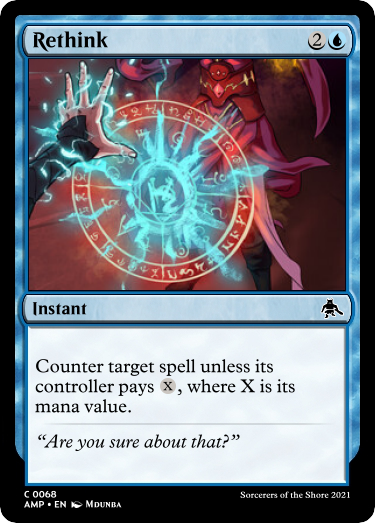 Rethink 2
Instant
Counter target spell unless its
controller pays X, where X is its
mana value.
“Are you sure about that?”
C 0068
AMP • EN MDUNBA
Sorcerers of the Shore 2021